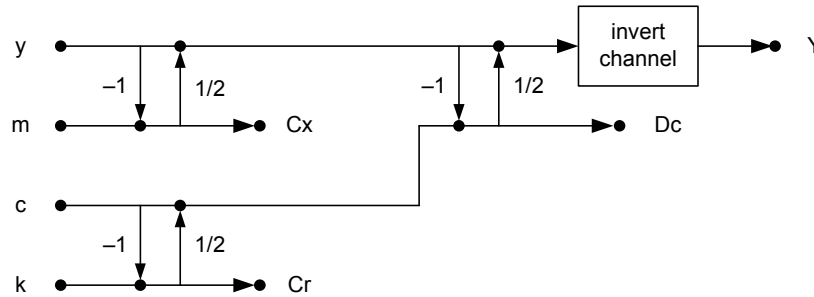 invert
channel
y
Y
–1
1/2
–1
1/2
m
Cx
Dc
c
–1
1/2
k
Cr